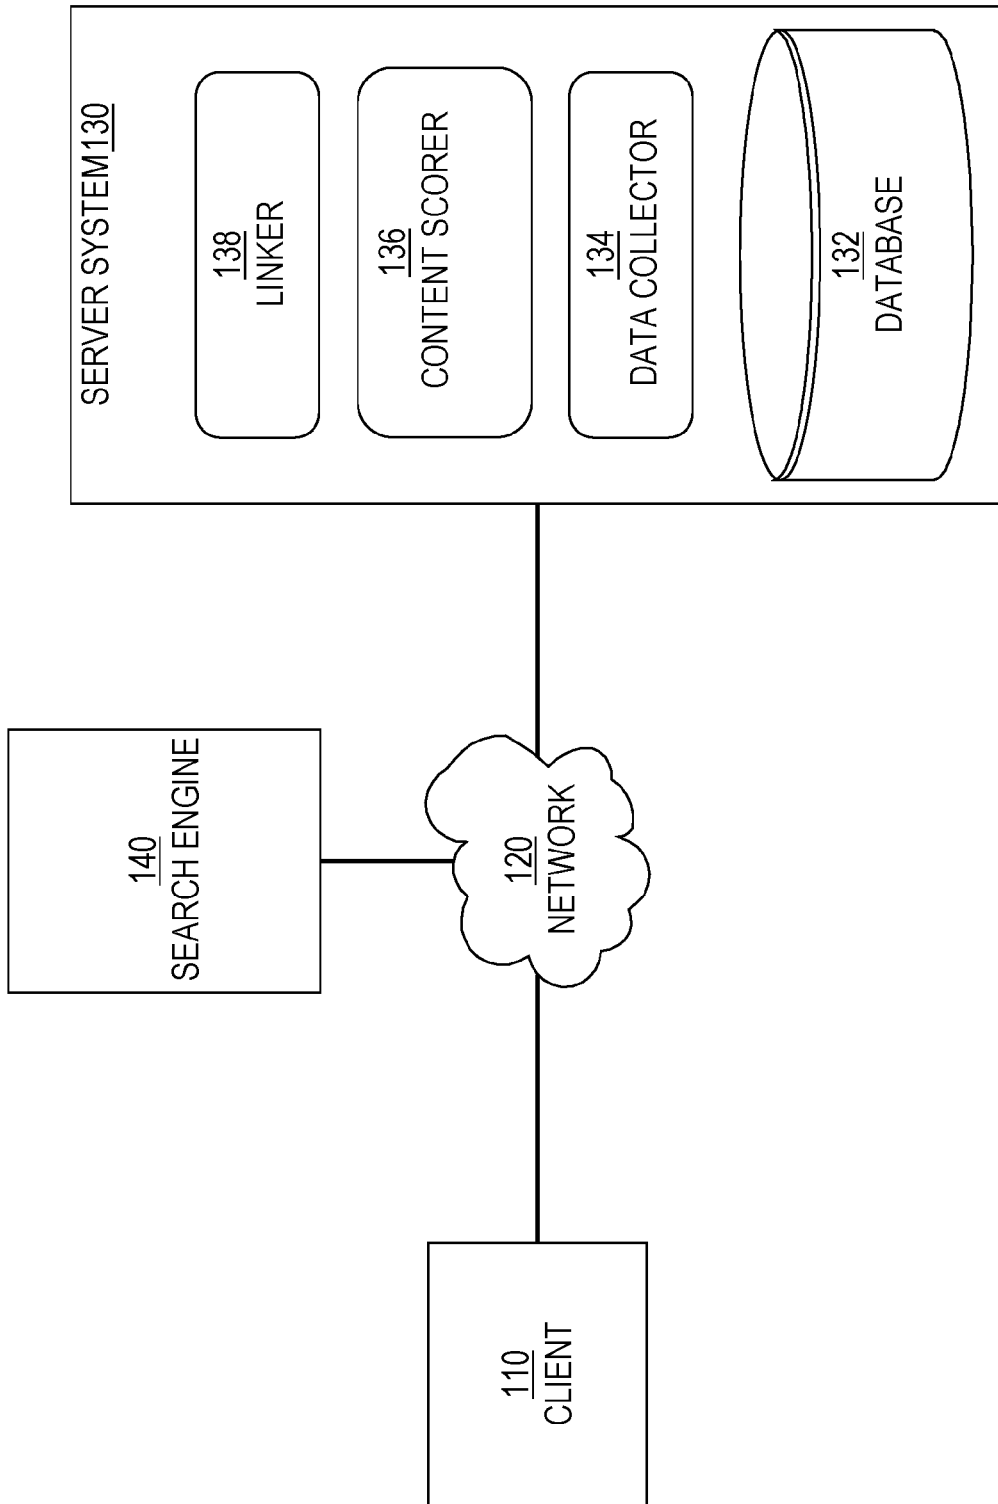 110
CLIENT
120
NETWORK
140
SEARCH ENGINE
SERVER SYSTEM130
138
LINKER
136
CONTENT SCORER
134
DATA COLLECTOR
132
DATABASE